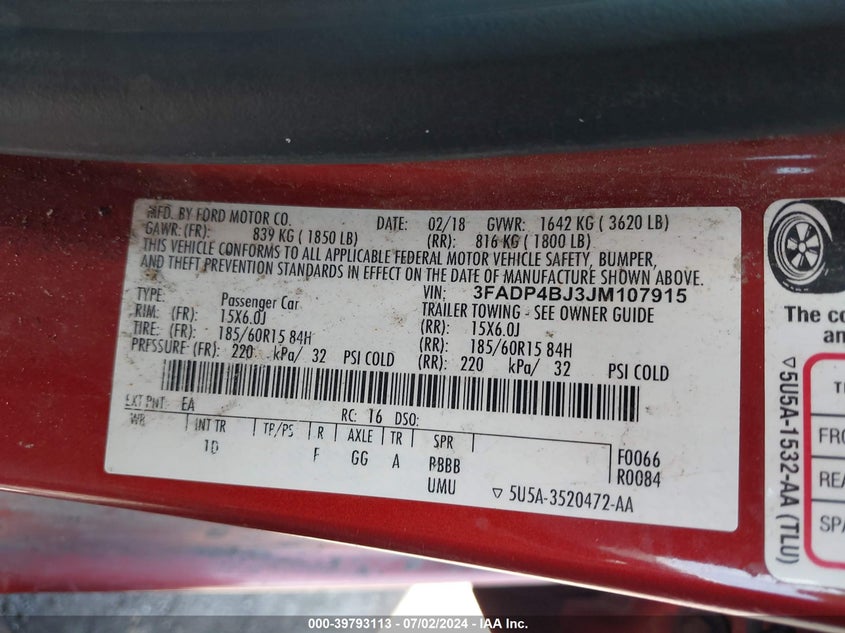 MFD. BY FORD MOTOR CO. DATE: 02/18 GVWR: 1642 KG ( 3620 LB)
GAWR: (FR): 839 KG ( 1850 LB) (RR): 816 KG ( 1800 LB)
THIS VEHICLE CONFORMS TO ALL APPLICABLE FEDERAL MOTOR VEHICLE SAFETY, BUMPER,
AND THEFT PREVENTION STANDARDS IN EFFECT ON THE DATE OF MANUFACTURE SHOWN ABOVE.
VIN: 3FADP4BJ3JM107915
TYPE: Passenger Car TRAILER TOWING - SEE OWNER GUIDE
RIM: (FR): 15X6.0J (RR): 15X6.0J
TIRE: (FR): 185/60R15 84H (RR): 185/60R15 84H
PRESSURE: (FR): 220 kPa/ 32 PSI COLD (RR): 220 kPa/ 32 PSI COLD
EXT PNT: EA RC: 16 DSO:
WB INT TR TP/PS R AXLE TR SPR F0066
1D F GG A BBBB R0084
UMU ▽ 5U5A-3520472-AA
The co
an
▽5U5A-1532-AA (TLU)
FRO
REA
SPA
000-39793113 - 07/02/2024 - IAA Inc.